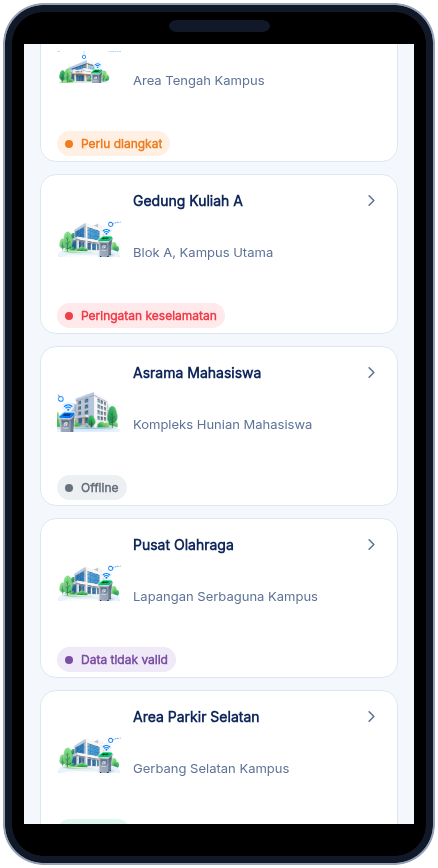 Area Tengah Kampus
Perlu diangkat
Gedung Kuliah A
Blok A, Kampus Utama
Peringatan keselamatan
Asrama Mahasiswa
Kompleks Hunian Mahasiswa
Offline
Pusat Olahraga
Lapangan Serbaguna Kampus
Data tidak valid
Area Parkir Selatan
Gerbang Selatan Kampus